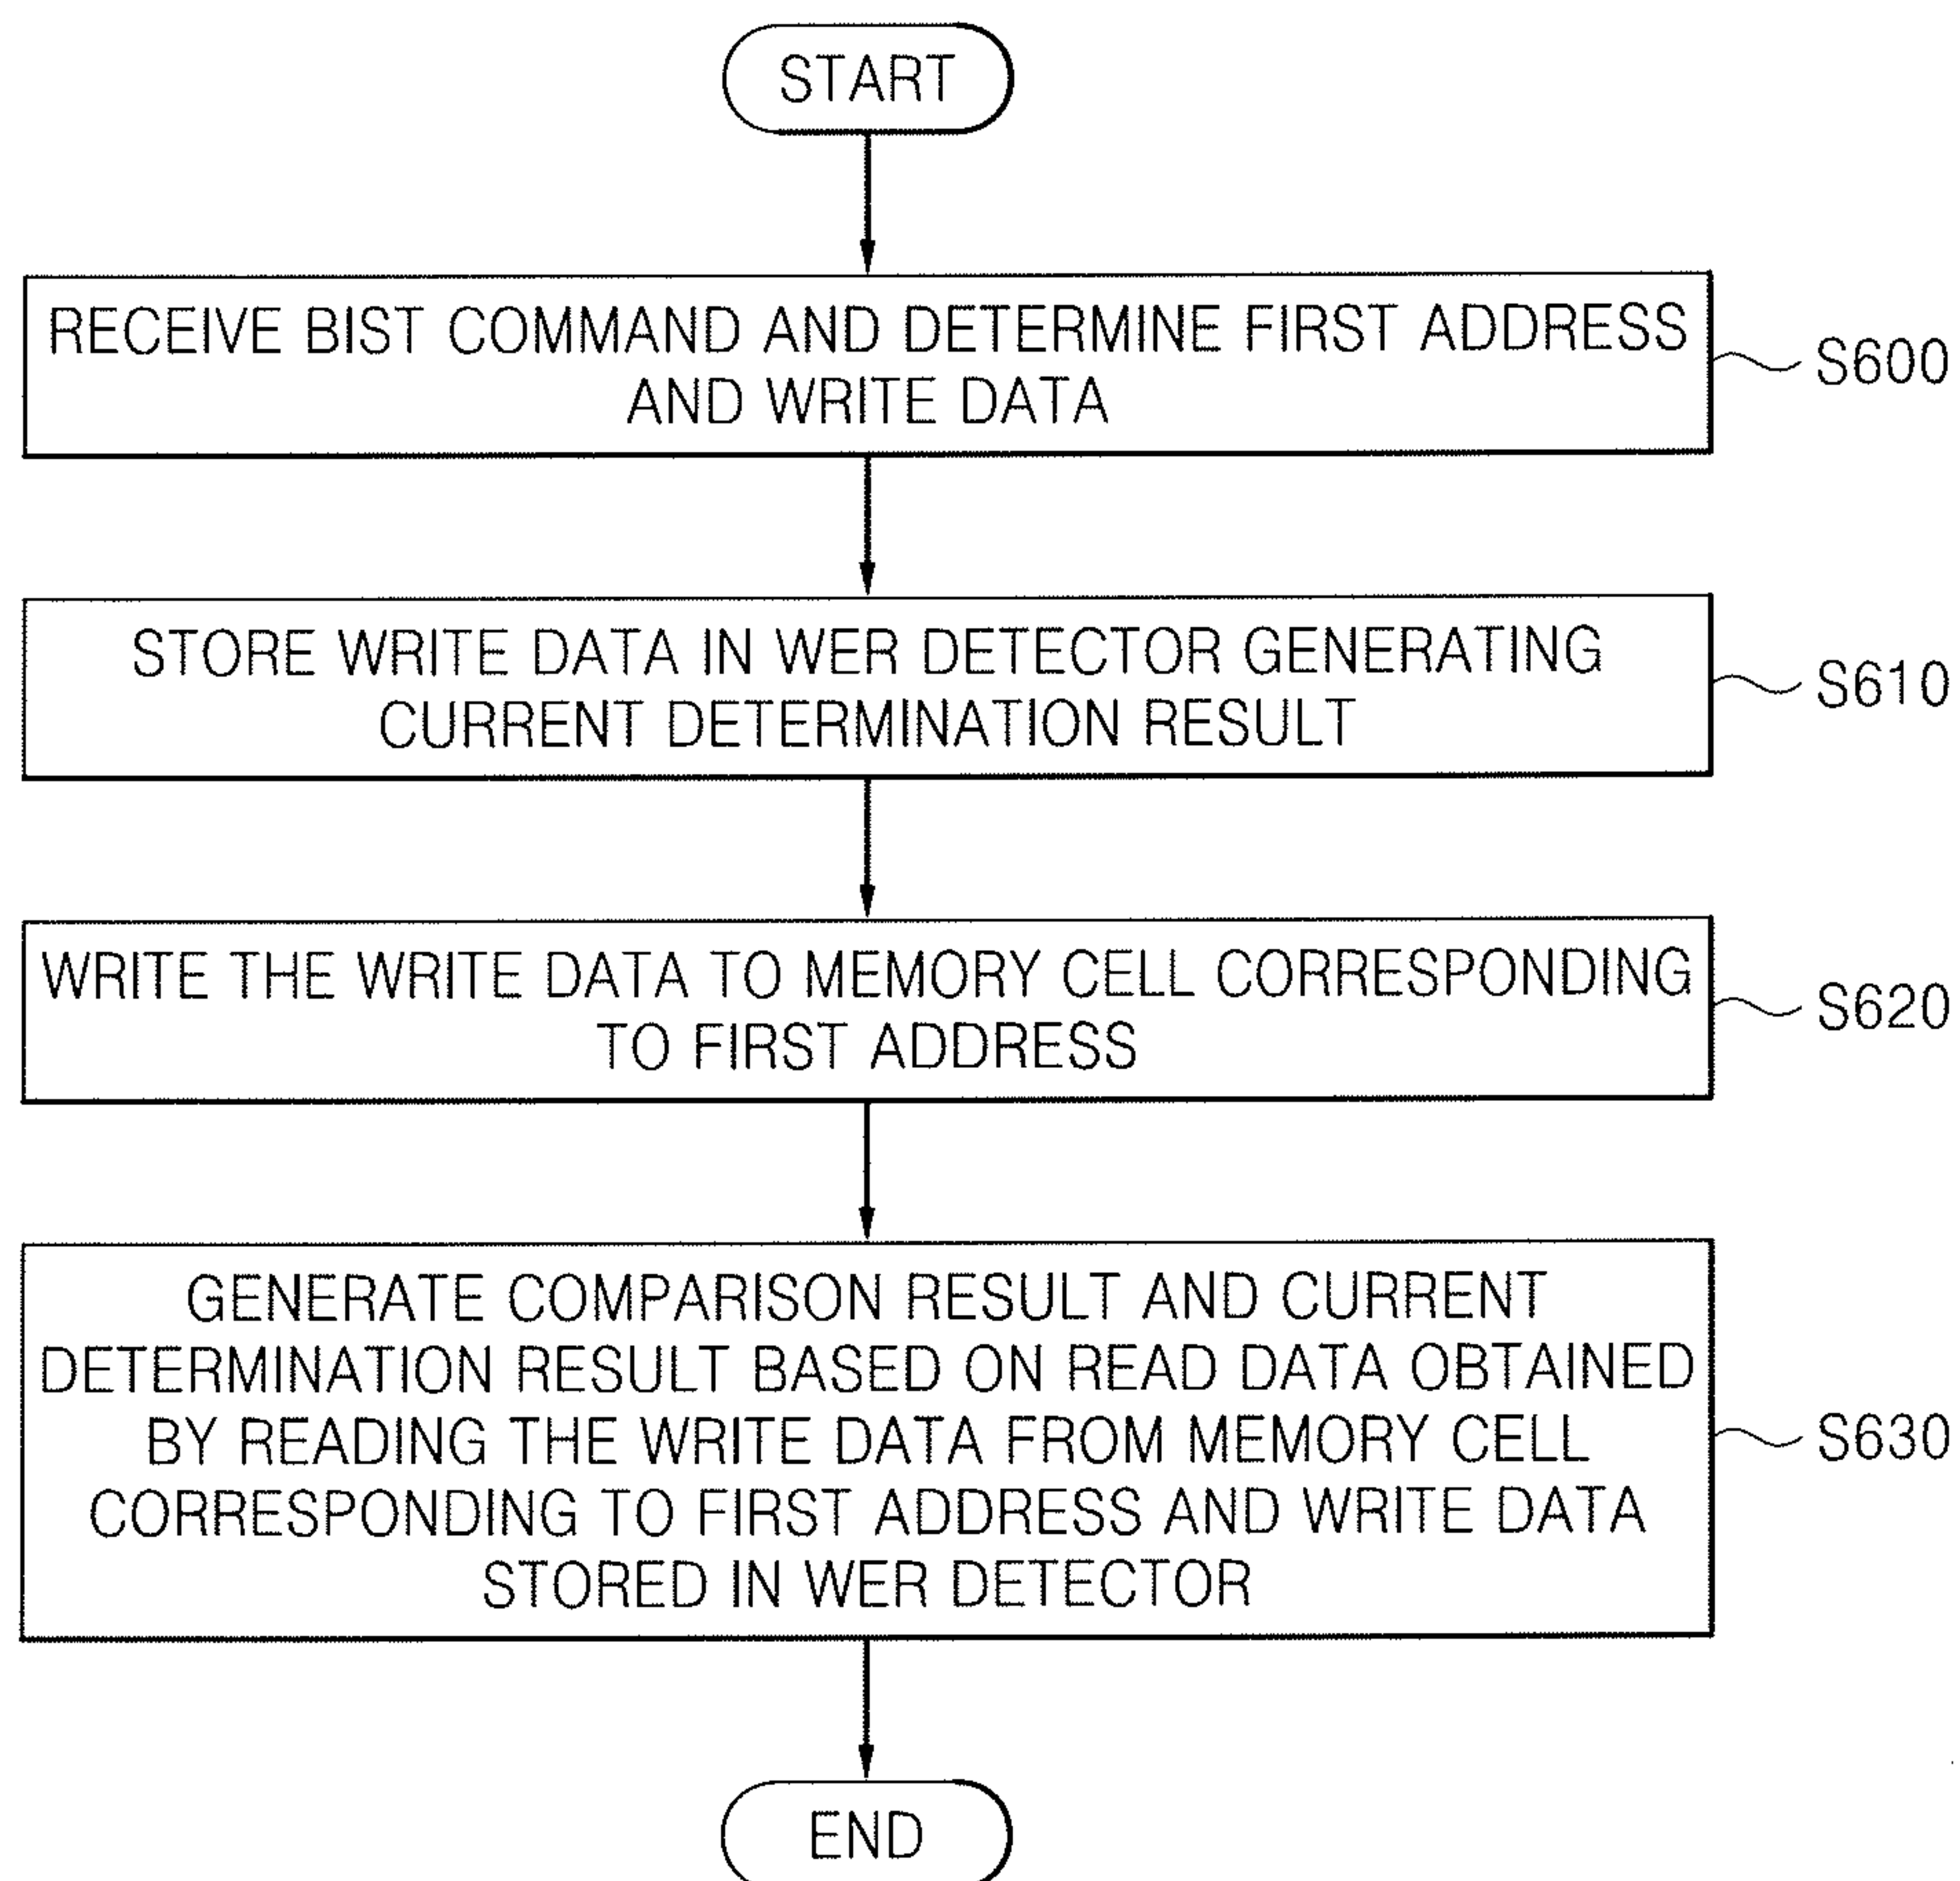 START
RECEIVE BIST COMMAND AND DETERMINE FIRST ADDRESS
AND WRITE DATA
S600
STORE WRITE DATA IN WER DETECTOR GENERATING
CURRENT DETERMINATION RESULT
S610
WRITE THE WRITE DATA TO MEMORY CELL CORRESPONDING
TO FIRST ADDRESS
S620
GENERATE COMPARISON RESULT AND CURRENT
DETERMINATION RESULT BASED ON READ DATA OBTAINED
BY READING THE WRITE DATA FROM MEMORY CELL
CORRESPONDING TO FIRST ADDRESS AND WRITE DATA
STORED IN WER DETECTOR
S630
END